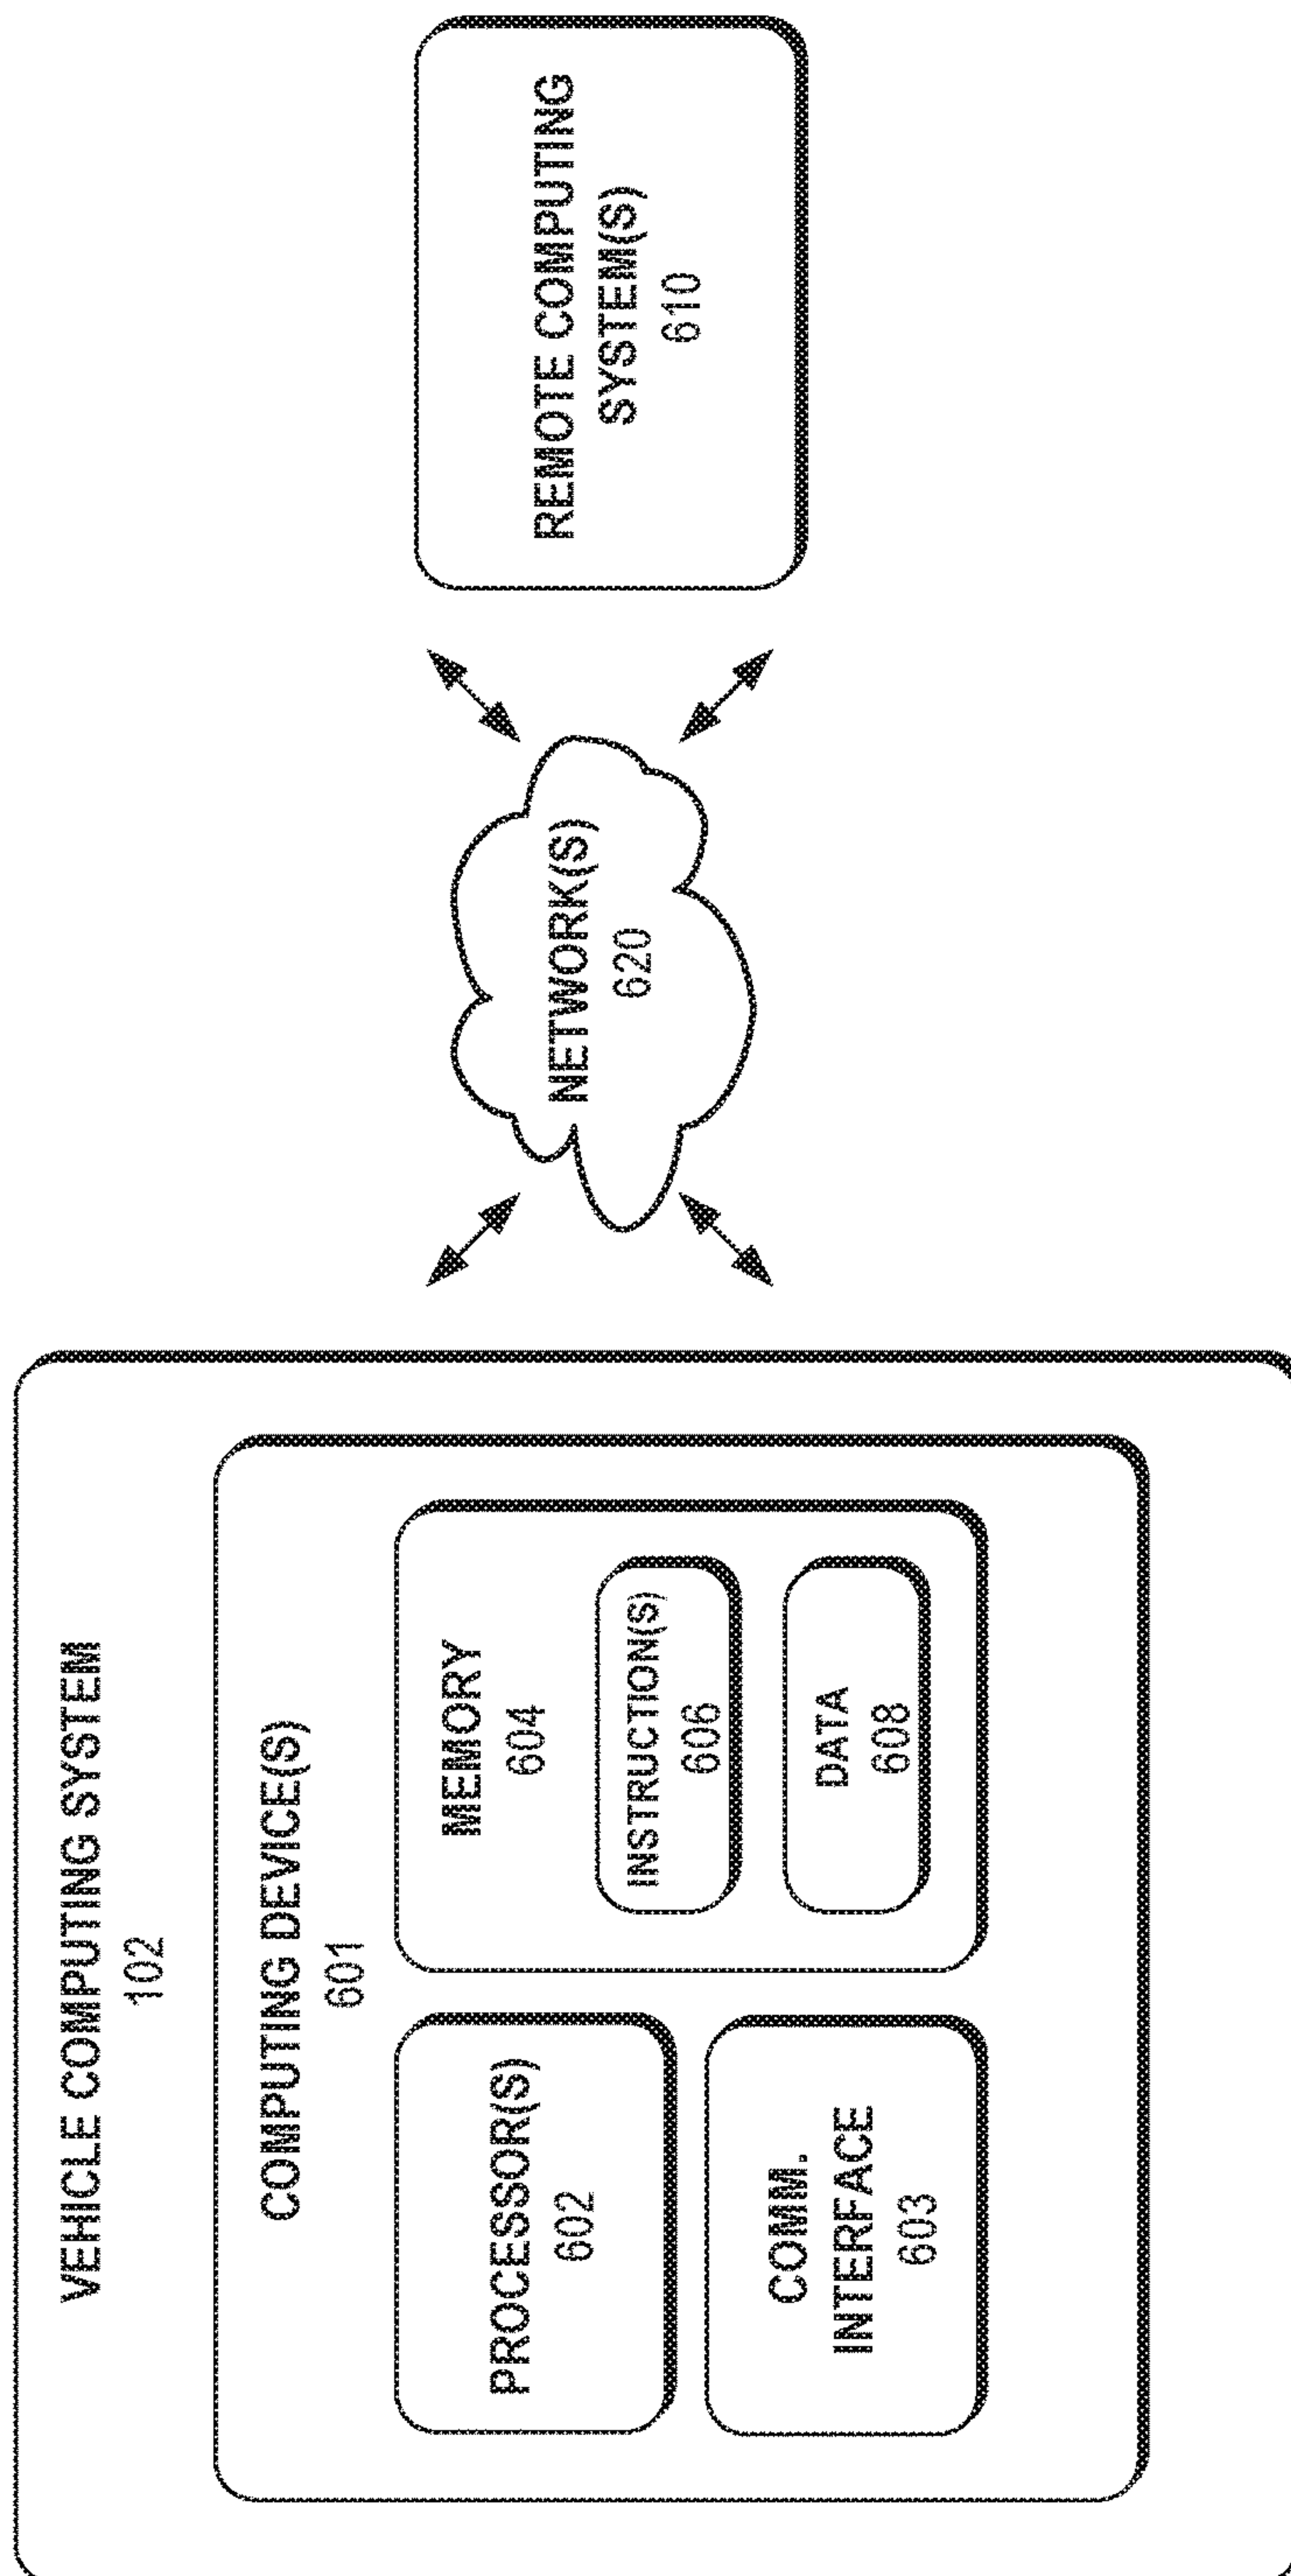 VEHICLE COMPUTING SYSTEM
102
COMPUTING DEVICE(S)
601
PROCESSOR(S)
602
COMM.
INTERFACE
603
MEMORY
604
INSTRUCTION(S)
606
DATA
608
NETWORK(S)
620
REMOTE COMPUTING
SYSTEM(S)
610